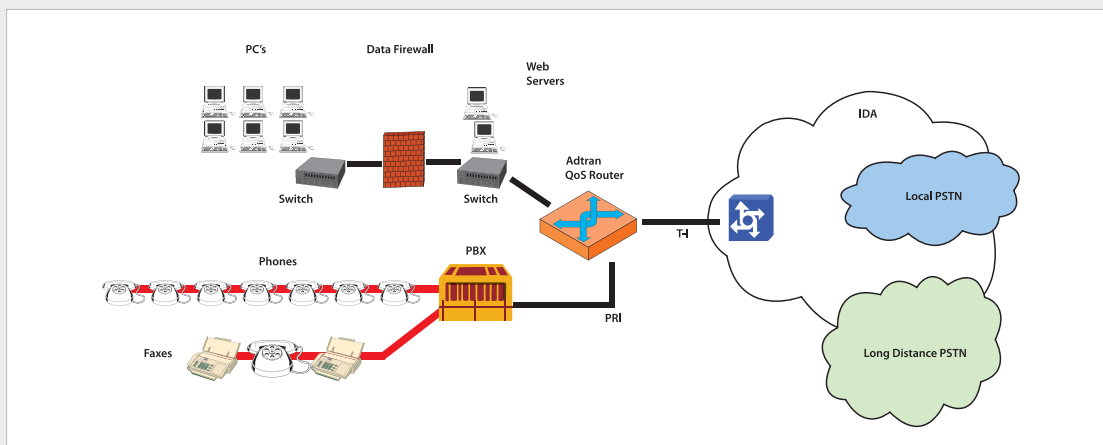 PC's
Data Firewall
Web
Servers
IDA
Adtran
QoS Router
Switch
Switch
Local PSTN
T-I
PBX
Phones
PRI
Faxes
Long Distance PSTN